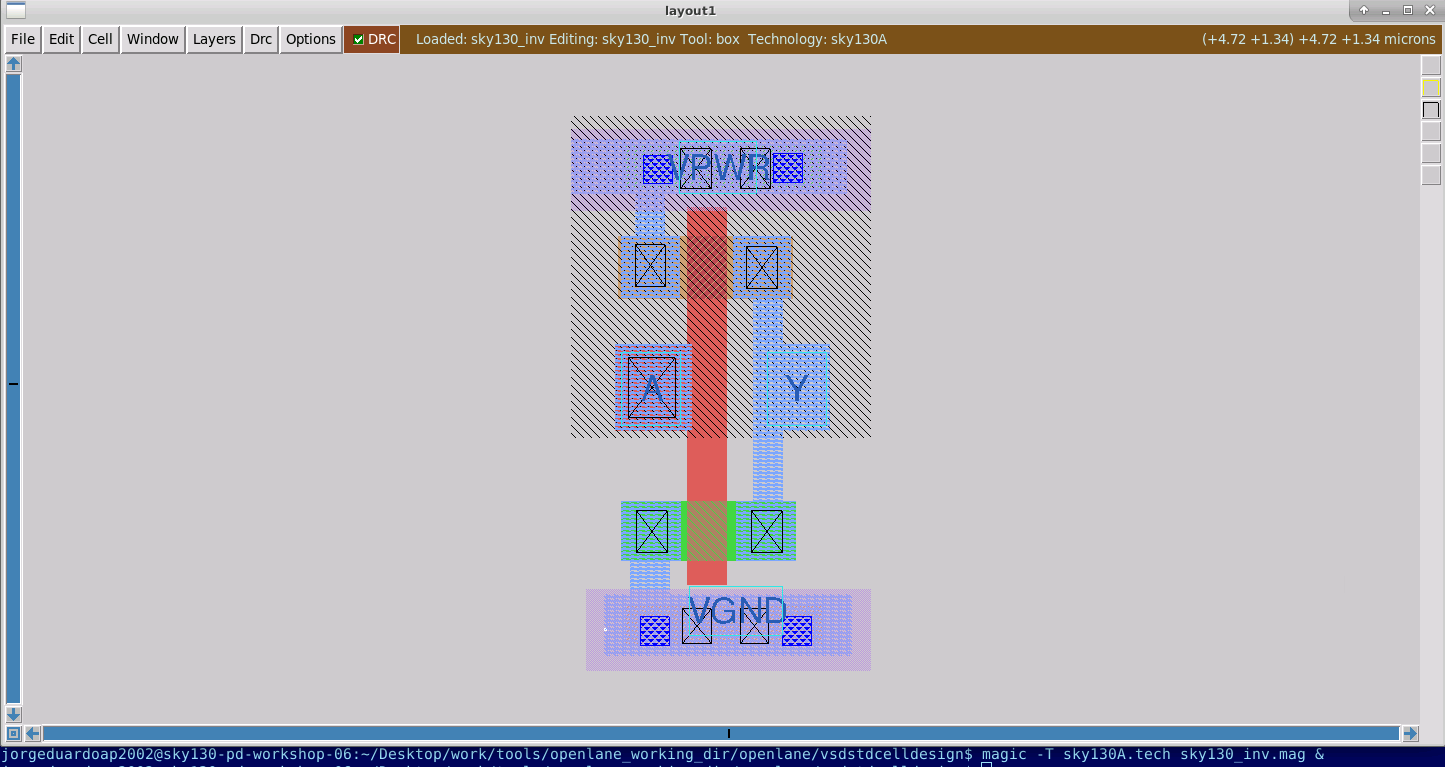 layout1
File Edit Cell Window Layers Drc Options DRC Loaded: sky130_inv Editing: sky130_inv Tool: box Technology: sky130A (+4.72 +1.34) +4.72 +1.34 microns
VPWR
A Y
VGND
jorgeduardoap2002@sky130-pd-workshop-06:~/Desktop/work/tools/openlane_working_dir/openlane/vsdstdcelldesign$ magic -T sky130A.tech sky130_inv.mag &